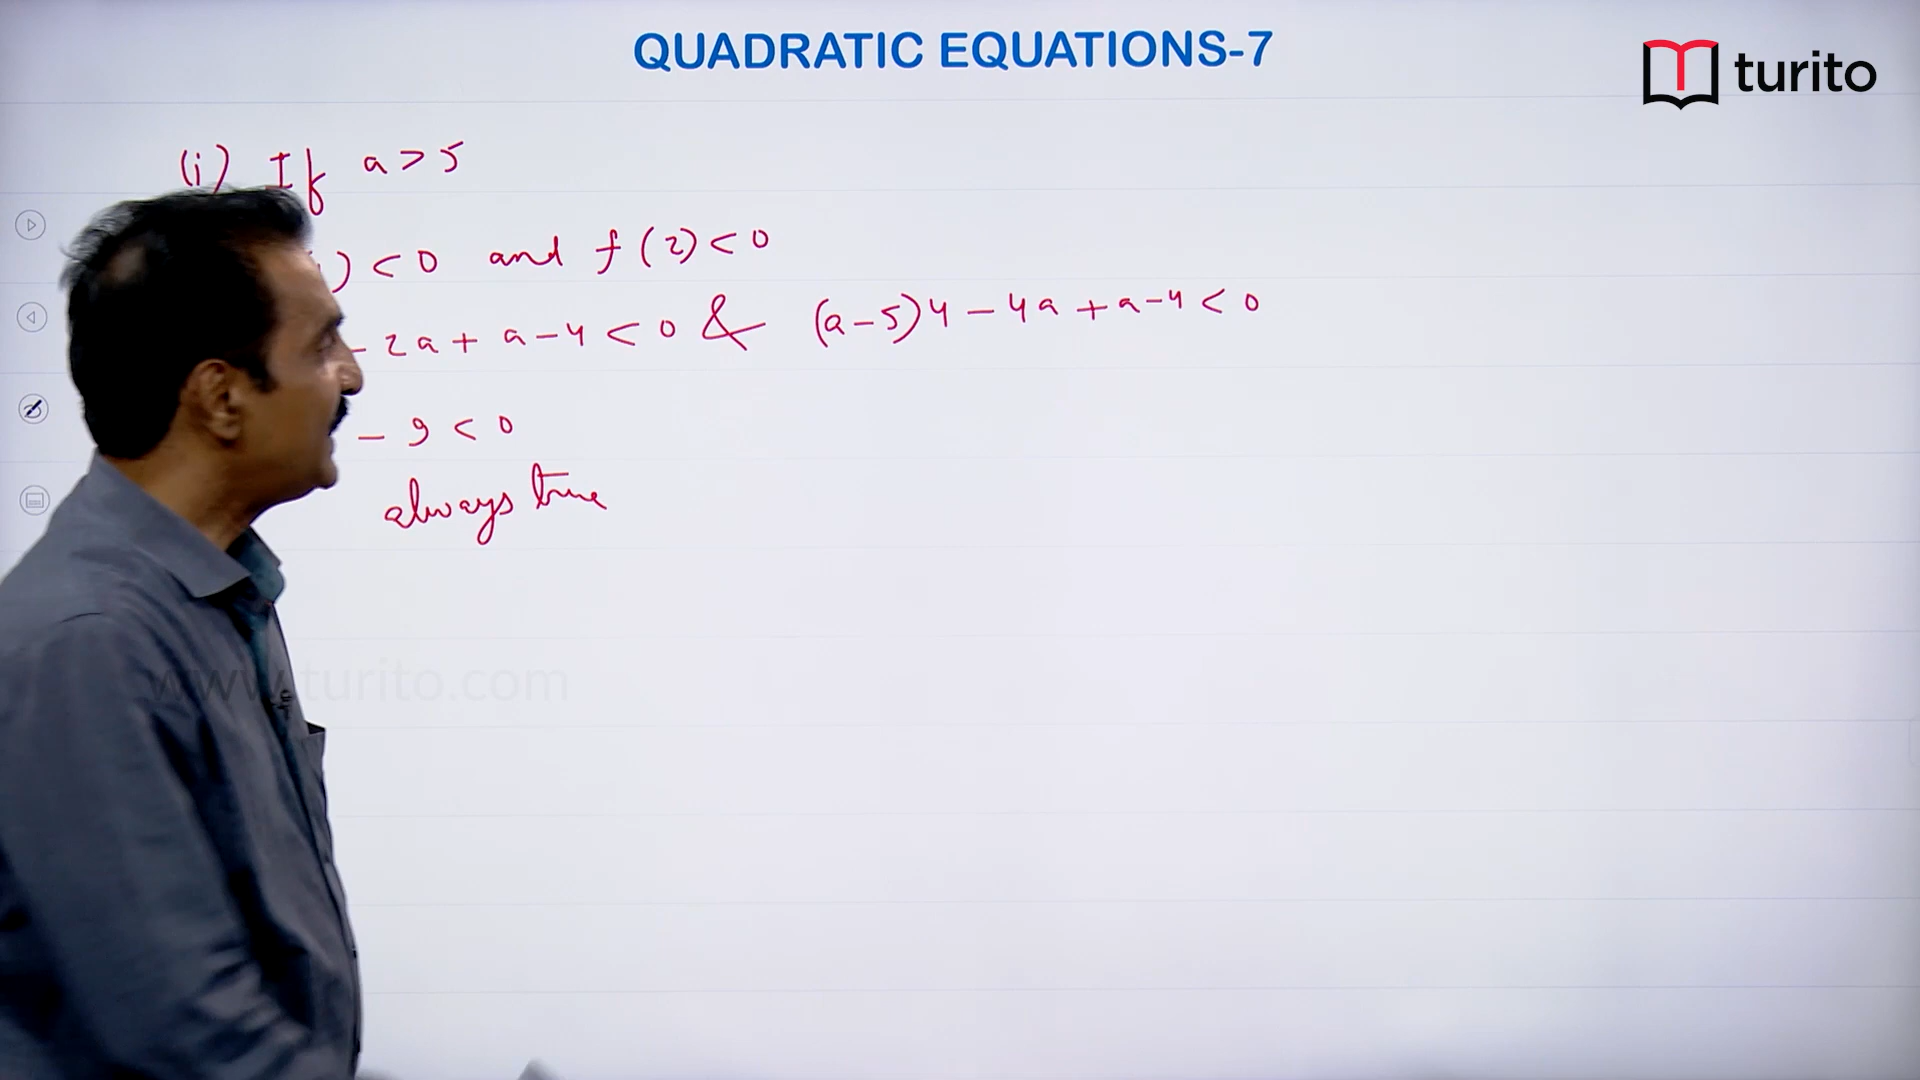 QUADRATIC EQUATIONS-7
turito
(i) If a > 5
) < 0 and f(2) < 0
- 2a + a - 4 < 0 & (a-5)4 - 4a + a - 4 < 0
- 9 < 0
always true
www.turito.com